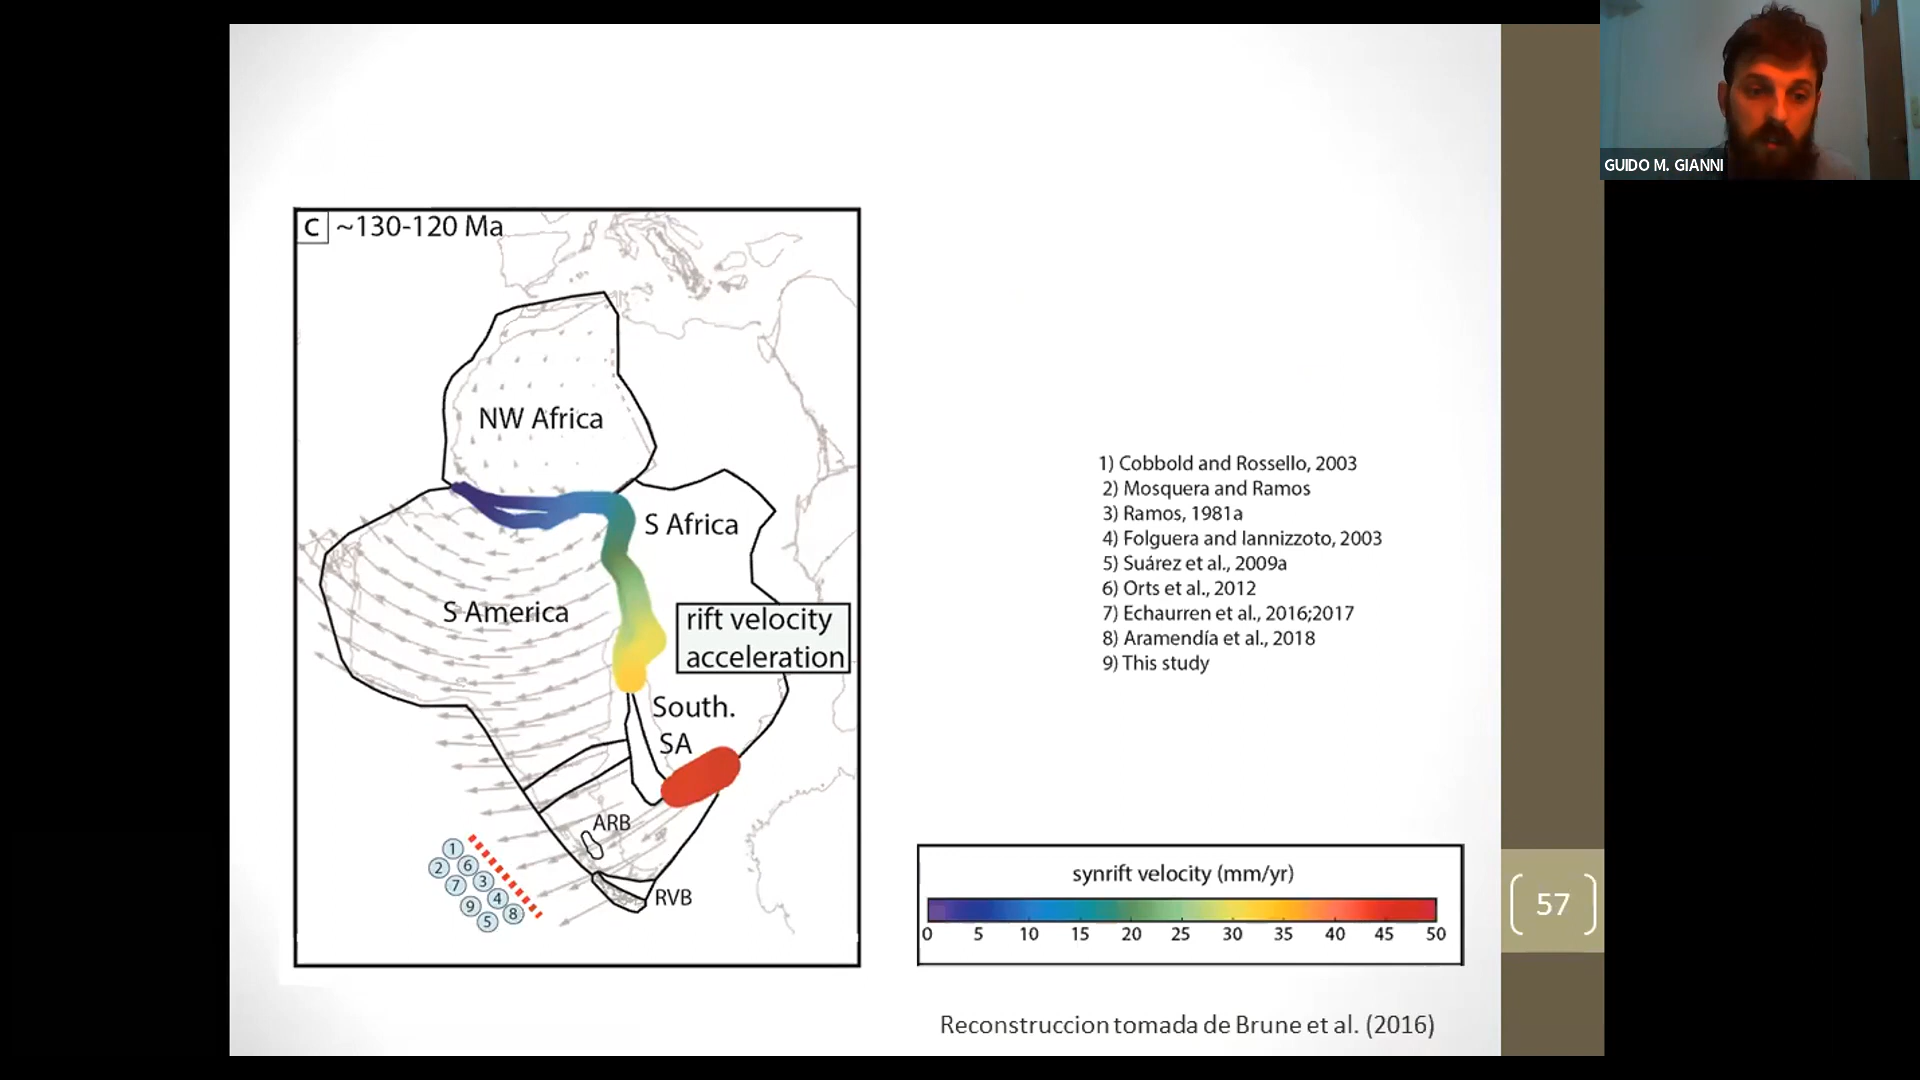 GUIDO M. GIANNI
C ~130-120 Ma
NW Africa
S Africa
S America
rift velocity
acceleration
South.
SA
ARB
RVB
1
2
6
7
3
9
4
5
8
1) Cobbold and Rossello, 2003
2) Mosquera and Ramos
3) Ramos, 1981a
4) Folguera and Iannizzoto, 2003
5) Suárez et al., 2009a
6) Orts et al., 2012
7) Echaurren et al., 2016;2017
8) Aramendía et al., 2018
9) This study
synrift velocity (mm/yr)
0 5 10 15 20 25 30 35 40 45 50
57
Reconstruccion tomada de Brune et al. (2016)